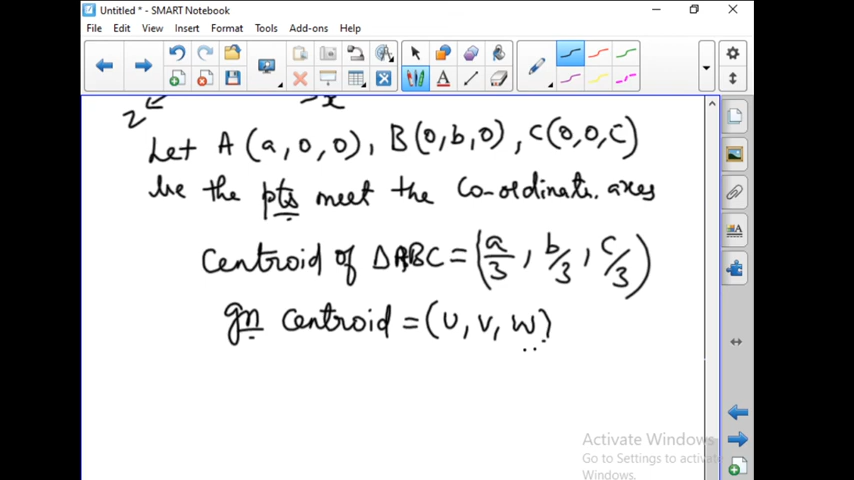 Untitled * - SMART Notebook
File Edit View Insert Format Tools Add-ons Help
z x
Let A (a, 0, 0), B(0, b, 0), C(0, 0, C)
be the pts meet the co-ordinate axes
Centroid of ΔABC = (a/3, b/3, c/3)
gn centroid = (u, v, w)
Activate Windows
Go to Settings to activate
Windows.